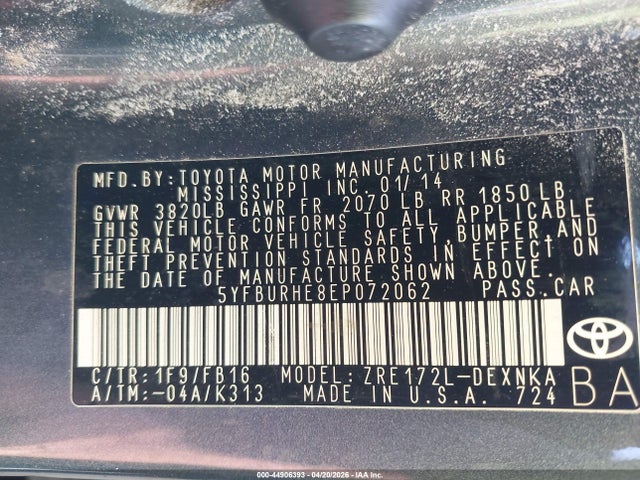 MFD.BY:TOYOTA MOTOR MANUFACTURING
MISSISSIPPI INC. 01/14
GVWR 3820LB GAWR FR 2070 LB RR 1850 LB
THIS VEHICLE CONFORMS TO ALL APPLICABLE
FEDERAL MOTOR VEHICLE SAFETY,BUMPER,AND
THEFT PREVENTION STANDARDS IN EFFECT ON
THE DATE OF MANUFACTURE SHOWN ABOVE.
5YFBURHE8EP072062 PASS.CAR
C/TR:1F9/FB16 MODEL:ZRE172L-DEXNKA
A/TM:-04A/K313 MADE IN U.S.A. 724
BA
000-44906393 - 04/20/2026 - IAA Inc.